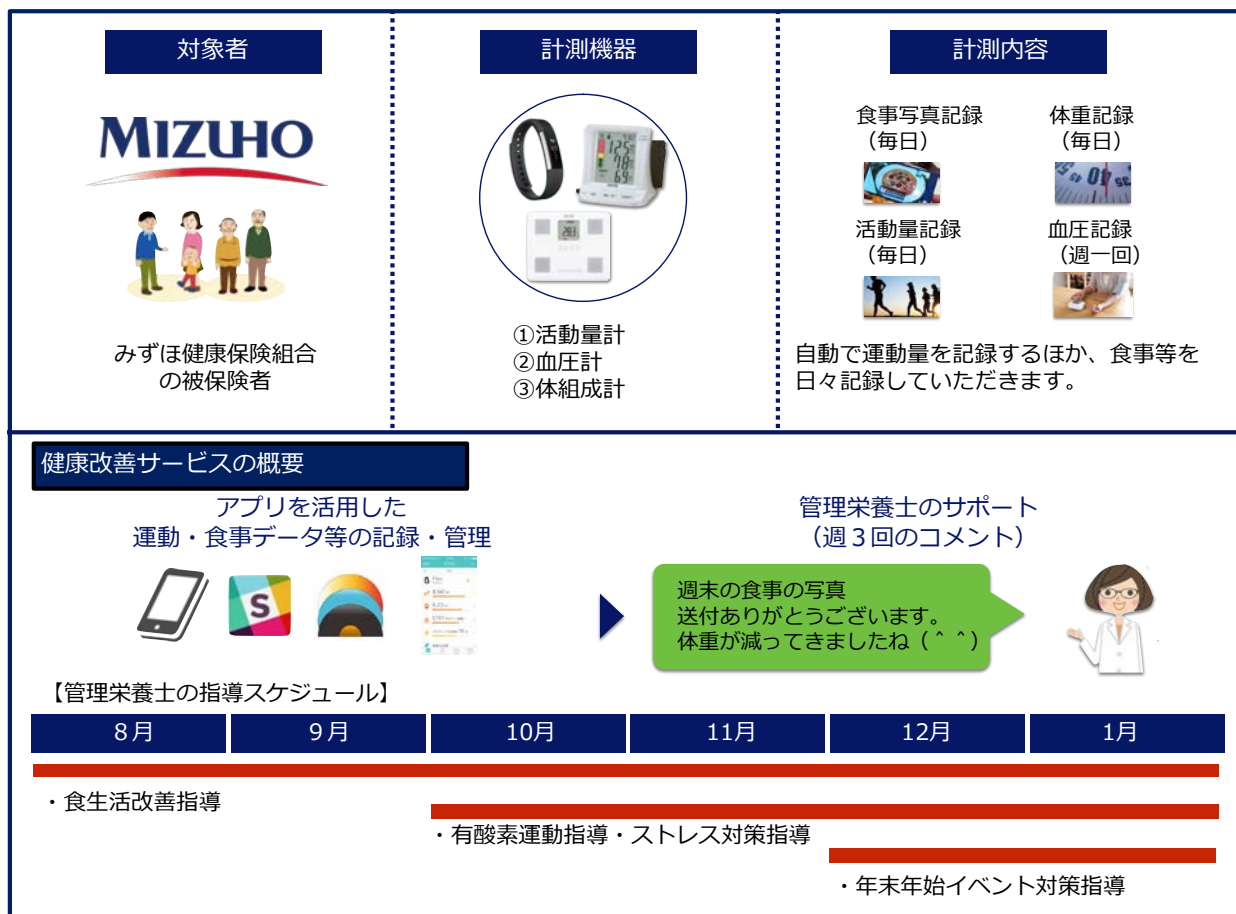 対象者
MIZUHO
みずほ健康保険組合
の被保険者
計測機器
①活動量計
②血圧計
③体組成計
計測内容
食事写真記録
（毎日）
体重記録
（毎日）
活動量記録
（毎日）
血圧記録
（週一回）
自動で運動量を記録するほか、食事等を
日々記録していただきます。
健康改善サービスの概要
アプリを活用した
運動・食事データ等の記録・管理
S
管理栄養士のサポート
（週３回のコメント）
週末の食事の写真
送付ありがとうございます。
体重が減ってきましたね（＾ ＾）
【管理栄養士の指導スケジュール】
８月
９月
10月
11月
12月
1月
・食生活改善指導
・有酸素運動指導・ストレス対策指導
・年末年始イベント対策指導